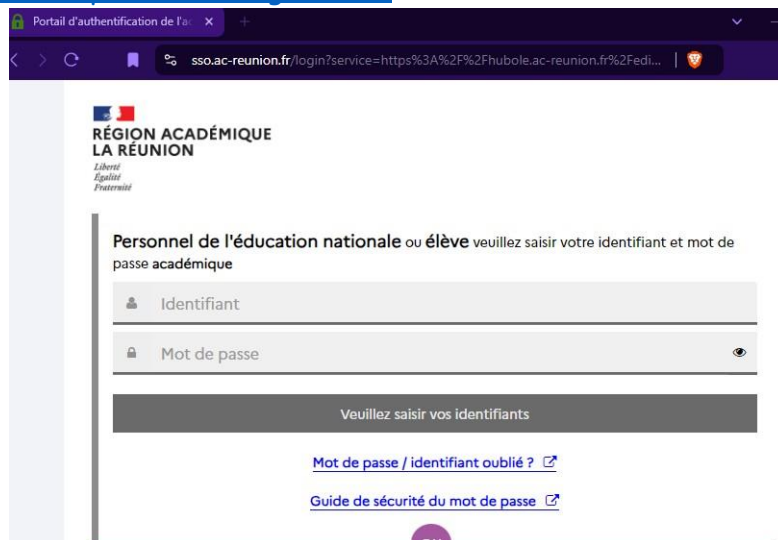 Portail d'authentification de l'ac
sso.ac-reunion.fr/login?service=https%3A%2F%2Fhubole.ac-reunion.fr%2Fedi...
RÉGION ACADÉMIQUE
LA RÉUNION
Liberté
Égalité
Fraternité
Personnel de l'éducation nationale ou élève veuillez saisir votre identifiant et mot de
passe académique
Identifiant
Mot de passe
Veuillez saisir vos identifiants
Mot de passe / identifiant oublié ?
Guide de sécurité du mot de passe